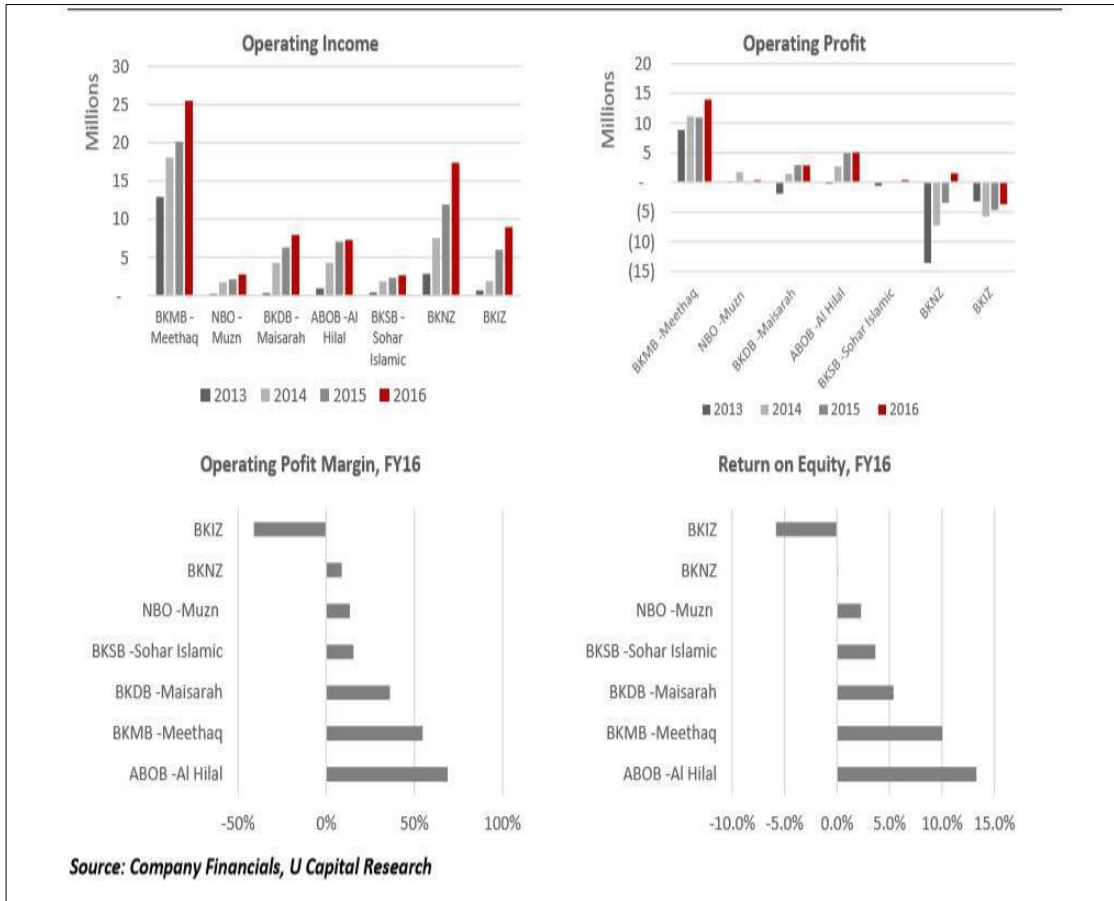 Operating Income
Millions
30
25
20
15
10
5
-
BKMB -
Meethaq
NBO -
Muzn
BKDB -
Maisarah
ABOB -Al
Hilal
BKSB -
Sohar
Islamic
BKNZ
BKIZ
2013 2014 2015 2016
Operating Profit
Millions
20
15
10
5
-
(5)
(10)
(15)
BKMB -Meethaq
NBO -Muzn
BKDB -Maisarah
ABOB -Al Hilal
BKSB -Sohar Islamic
BKNZ
BKIZ
2013 2014 2015 2016
Operating Pofit Margin, FY16
BKIZ
BKNZ
NBO -Muzn
BKSB -Sohar Islamic
BKDB -Maisarah
BKMB -Meethaq
ABOB -Al Hilal
-50% 0% 50% 100%
Return on Equity, FY16
BKIZ
BKNZ
NBO -Muzn
BKSB -Sohar Islamic
BKDB -Maisarah
BKMB -Meethaq
ABOB -Al Hilal
-10.0% -5.0% 0.0% 5.0% 10.0% 15.0%
Source: Company Financials, U Capital Research